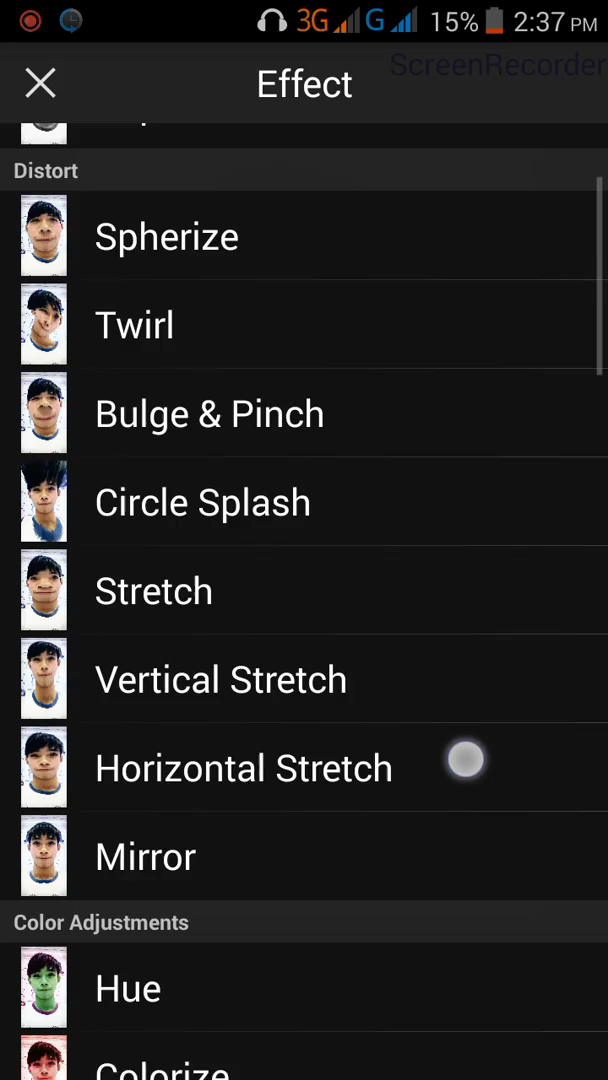 3G G 15% 2:37 PM
ScreenRecorder
Effect
Distort
Spherize
Twirl
Bulge & Pinch
Circle Splash
Stretch
Vertical Stretch
Horizontal Stretch
Mirror
Color Adjustments
Hue
Colorize